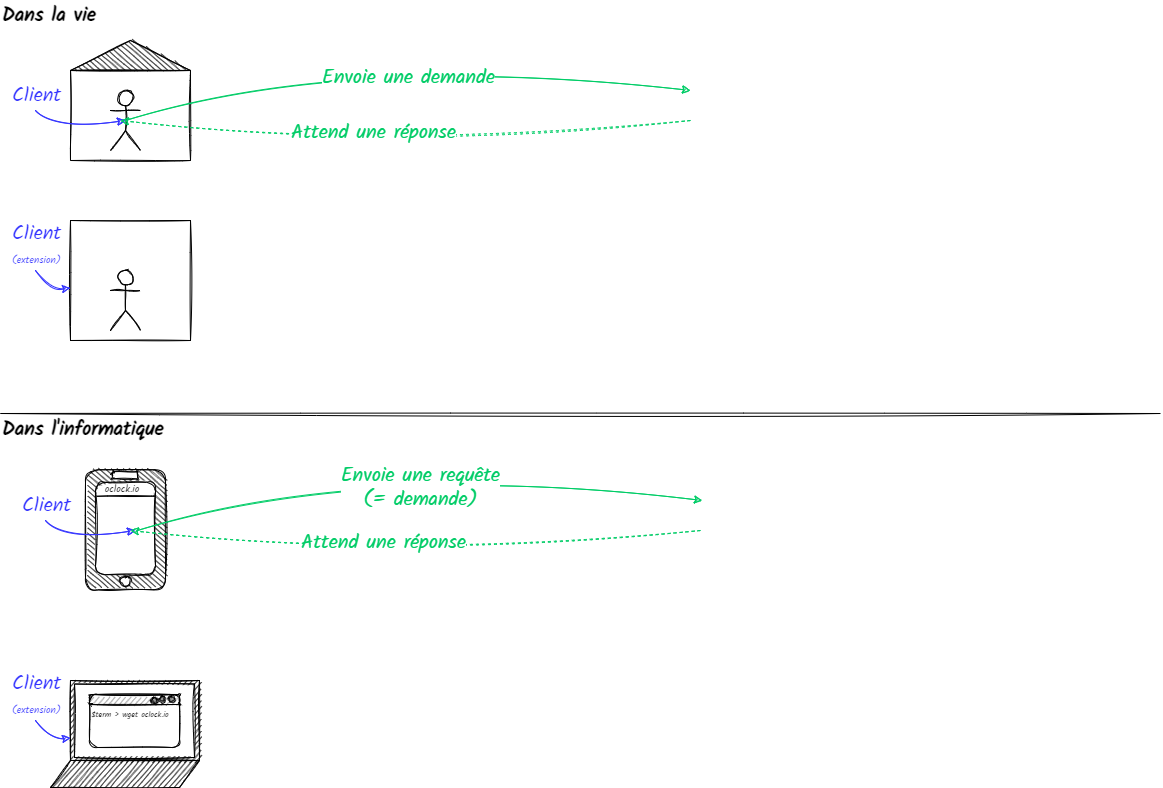 Dans la vie
Client
Envoie une demande
Attend une réponse
Client
(extension)
Dans l'informatique
Client
oclock.io
Envoie une requête
(= demande)
Attend une réponse
Client
(extension)
$term > wget oclock.io